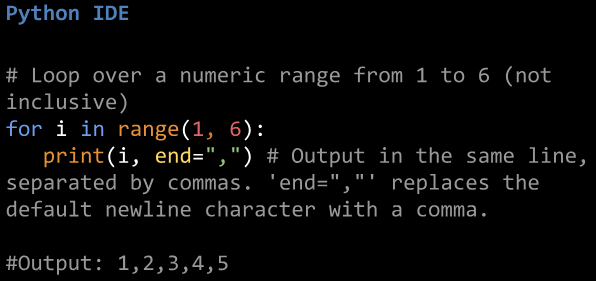 Python IDE
# Loop over a numeric range from 1 to 6 (not
inclusive)
for i in range(1, 6):
   print(i, end=",") # Output in the same line,
separated by commas. 'end=","' replaces the
default newline character with a comma.
#Output: 1,2,3,4,5